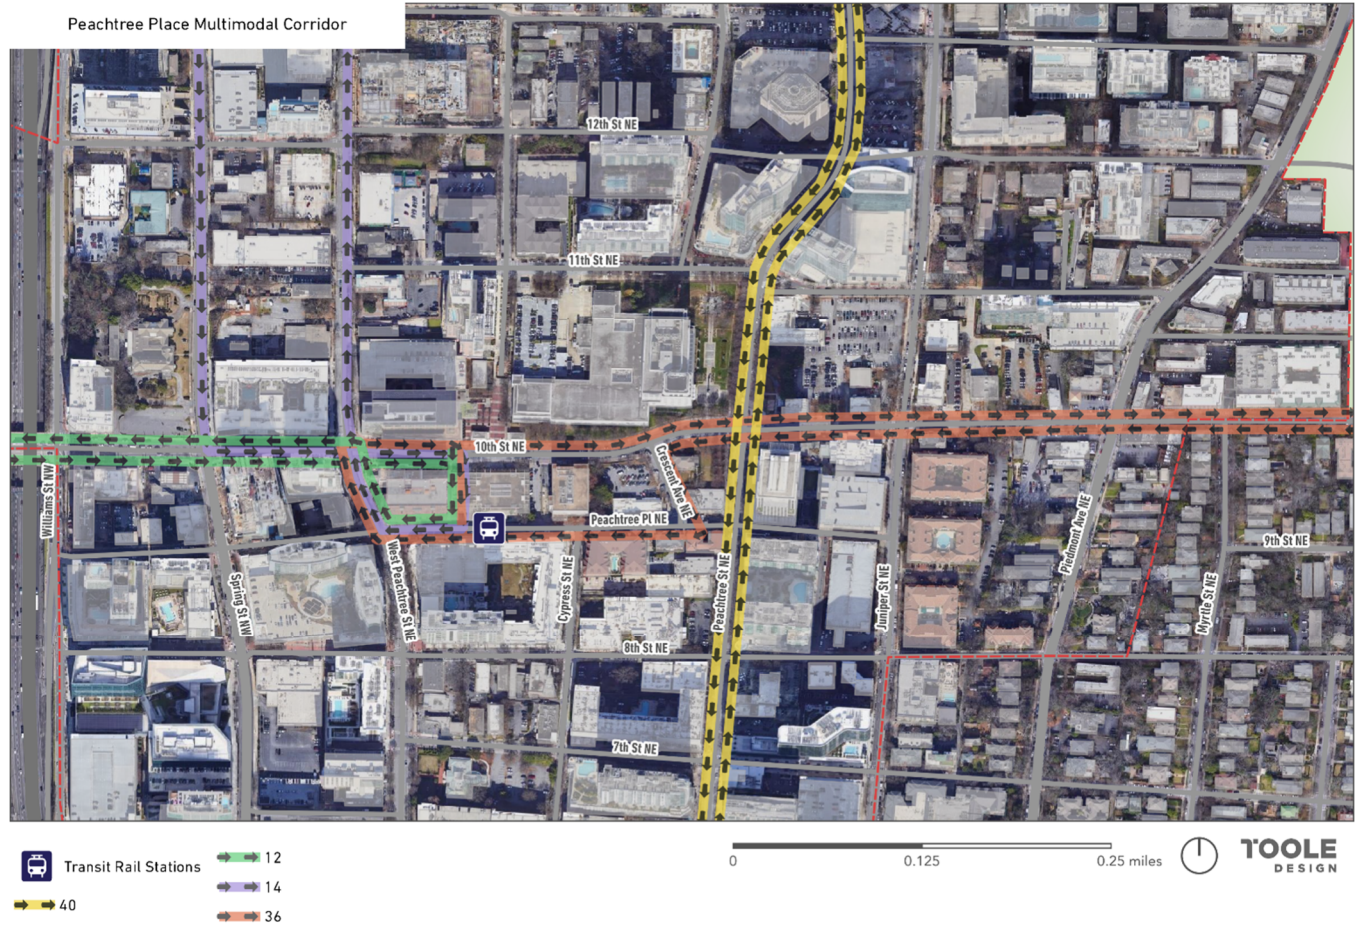 Peachtree Place Multimodal Corridor
12th St NE
11th St NE
10th St NE
Crescent Ave NE
Williams St NW
Peachtree Pl NE
Piedmont Ave NE
9th St NE
West Peachtree St NE
Cypress St NE
Peachtree St NE
Juniper St NE
Myrtle St NE
Spring St NW
8th St NE
7th St NE
Transit Rail Stations
12
14
40
36
0 0.125 0.25 miles
TOOLE
DESIGN